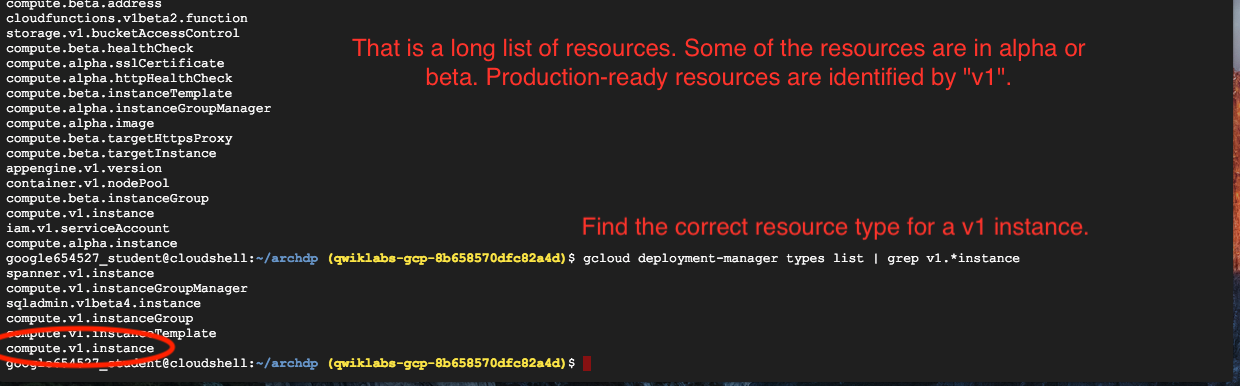 compute.beta.address
cloudfunctions.v1beta2.function
storage.v1.bucketAccessControl
compute.beta.healthCheck
compute.alpha.sslCertificate
compute.alpha.httpHealthCheck
compute.beta.instanceTemplate
compute.alpha.instanceGroupManager
compute.alpha.image
compute.beta.targetHttpsProxy
compute.beta.targetInstance
appengine.v1.version
container.v1.nodePool
compute.beta.instanceGroup
compute.v1.instance
iam.v1.serviceAccount
compute.alpha.instance
That is a long list of resources. Some of the resources are in alpha or
beta. Production-ready resources are identified by "v1".
Find the correct resource type for a v1 instance.
google654527_student@cloudshell:~/archdp (qwiklabs-gcp-8b658570dfc82a4d)$ gcloud deployment-manager types list | grep v1.*instance
spanner.v1.instance
compute.v1.instanceGroupManager
sqladmin.v1beta4.instance
compute.v1.instanceGroup
compute.v1.instanceTemplate
compute.v1.instance
google654527_student@cloudshell:~/archdp (qwiklabs-gcp-8b658570dfc82a4d)$